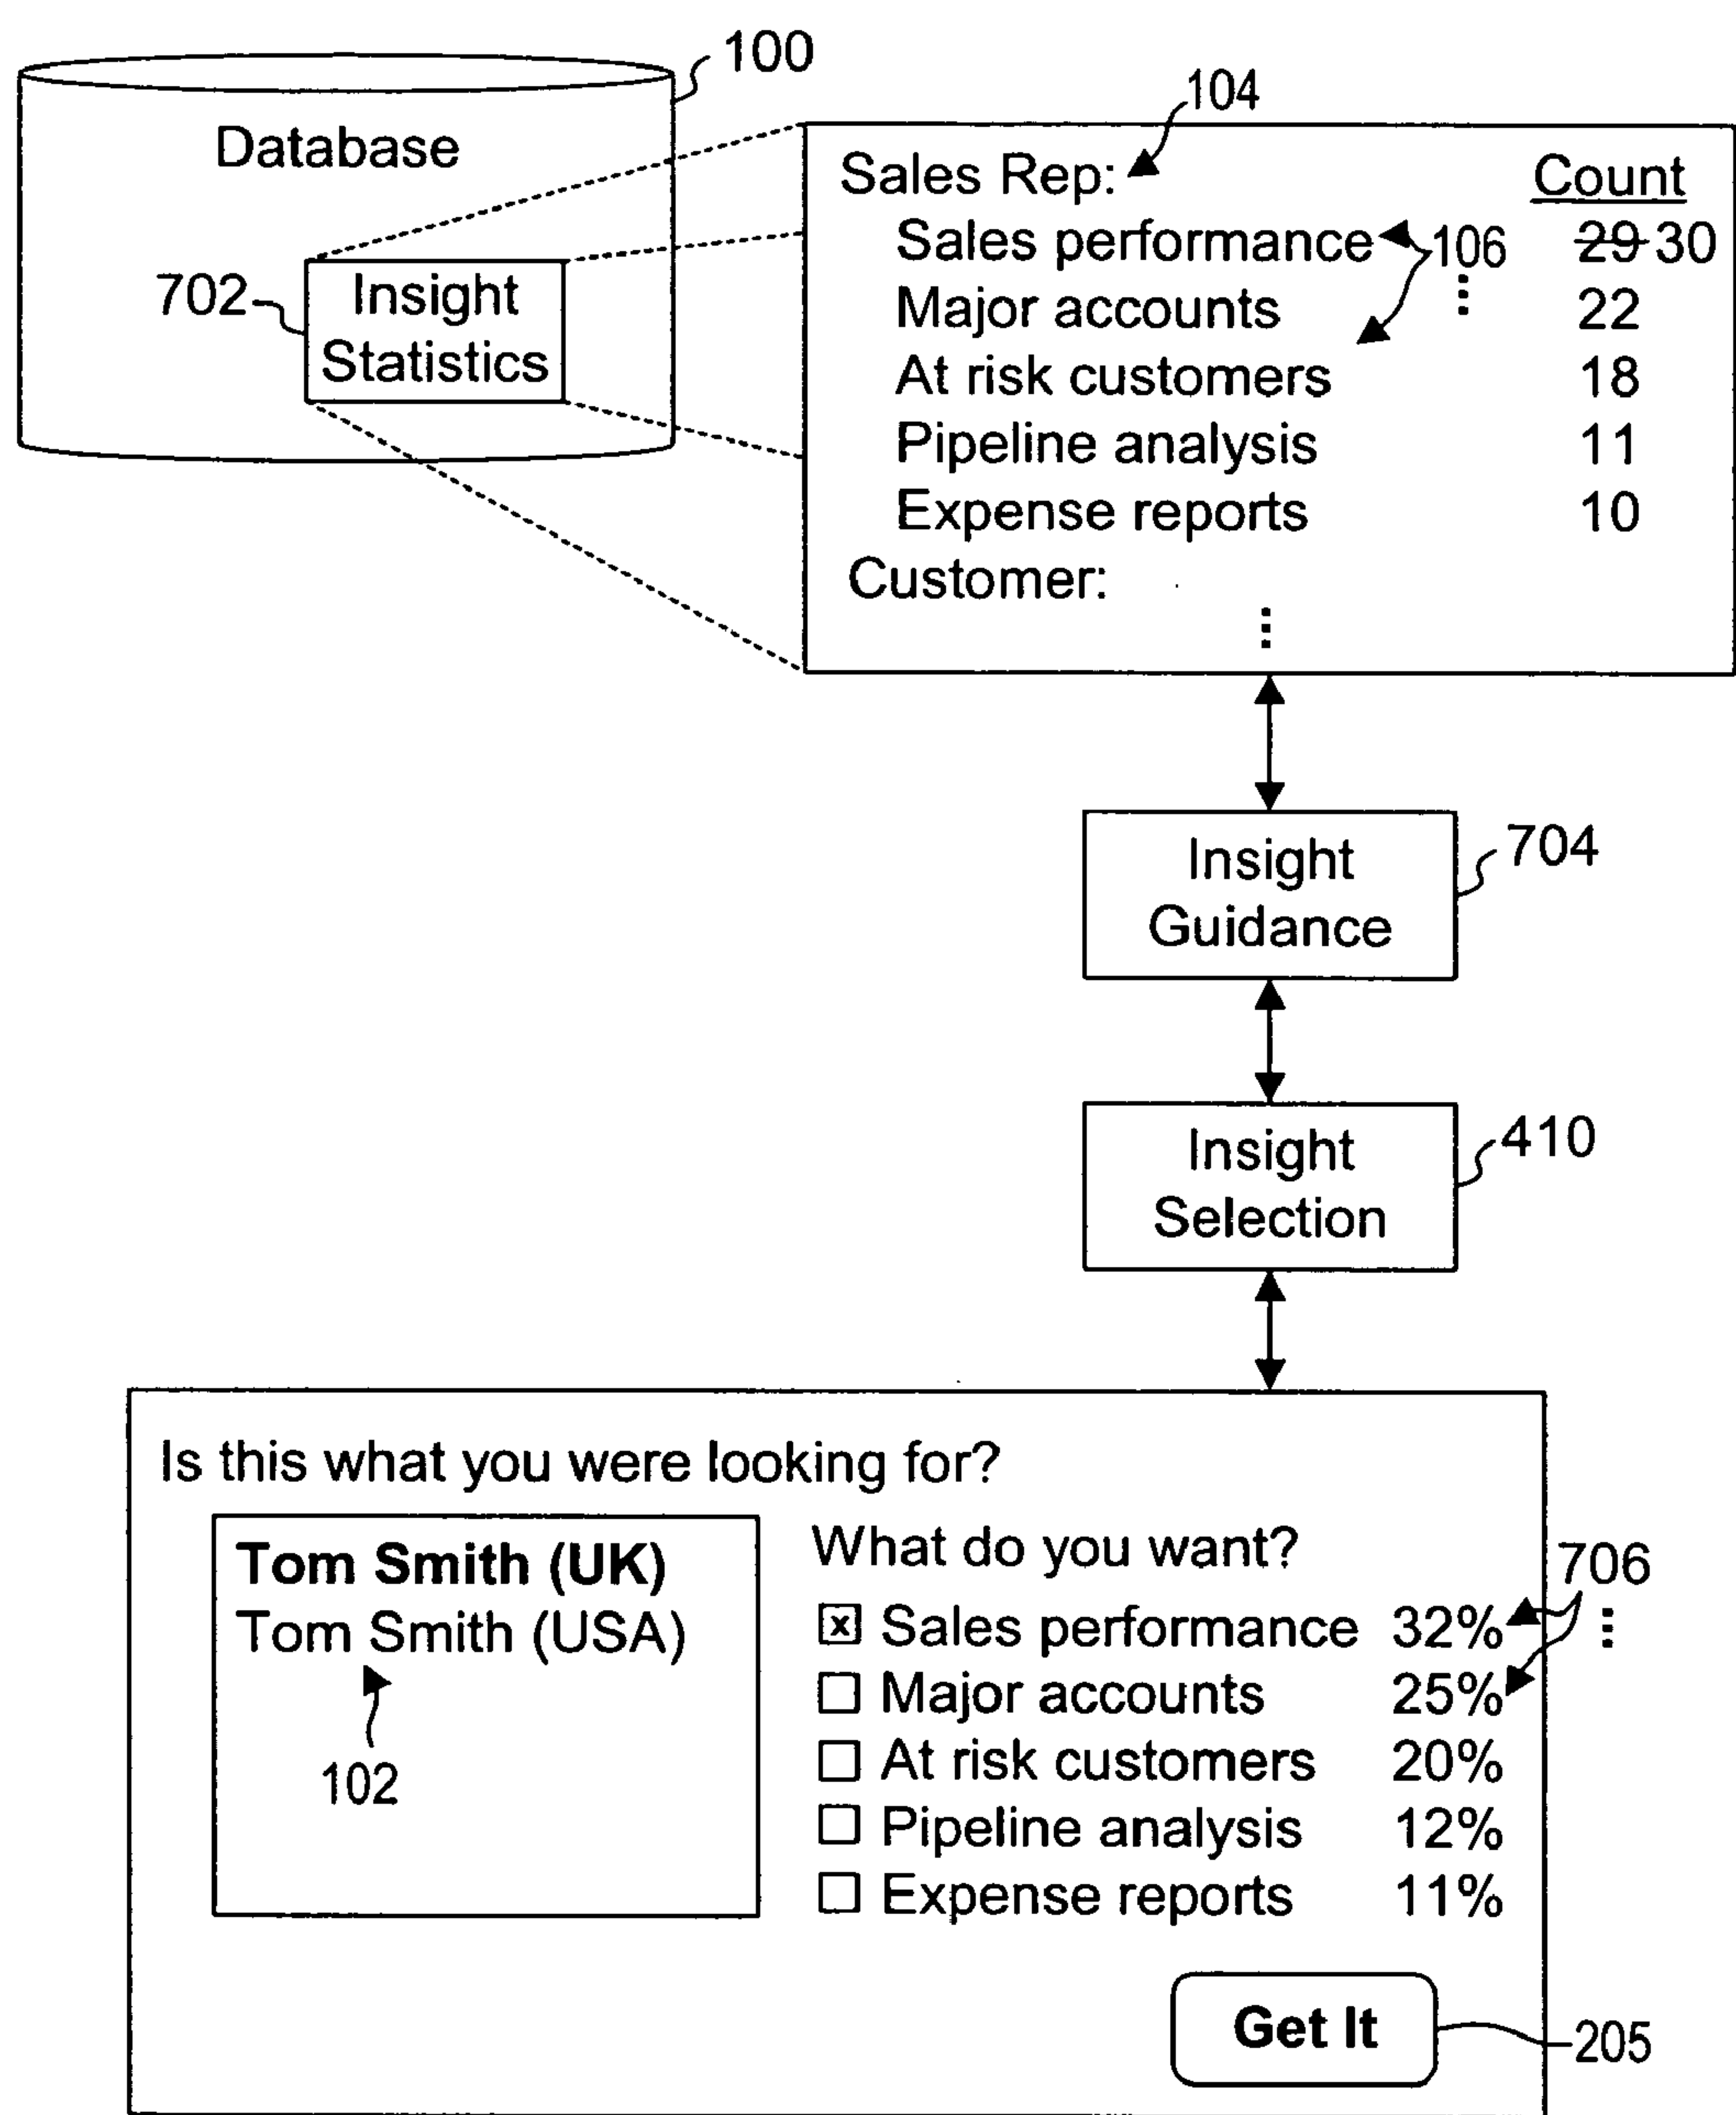 100
Database
702
Insight
Statistics
104
Sales Rep: Count
Sales performance 106 29 30
Major accounts ⋮ 22
At risk customers 18
Pipeline analysis 11
Expense reports 10
Customer:
⋮
Insight
Guidance
704
Insight
Selection
410
Is this what you were looking for?
Tom Smith (UK)
Tom Smith (USA)
102
What do you want?
706
x Sales performance 32% ⋮
Major accounts 25%
At risk customers 20%
Pipeline analysis 12%
Expense reports 11%
Get It
205